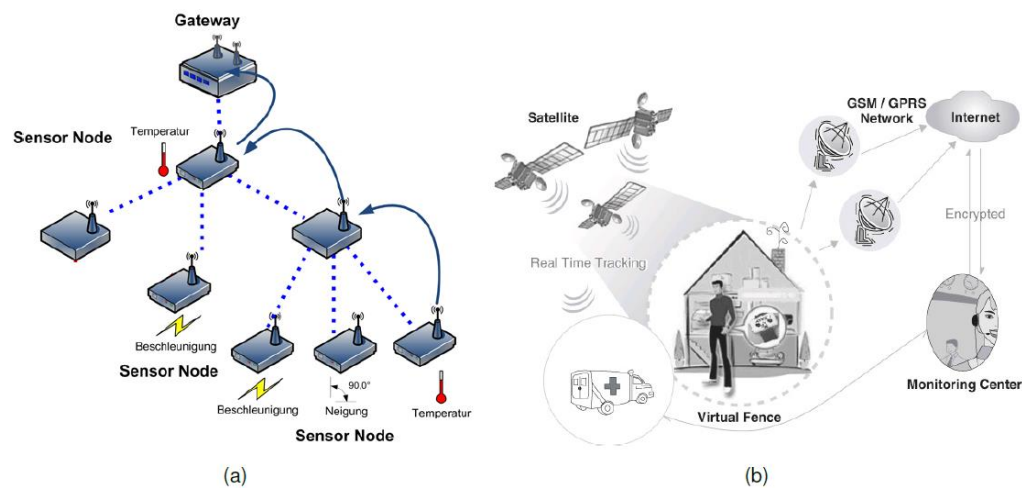 Gateway
Sensor Node
Temperatur
Beschleunigung
Sensor Node
Beschleunigung
90.0°
Neigung
Temperatur
Sensor Node
(a)
Satellite
GSM / GPRS
Network
Internet
Encrypted
Real Time Tracking
Monitoring Center
Virtual Fence
(b)